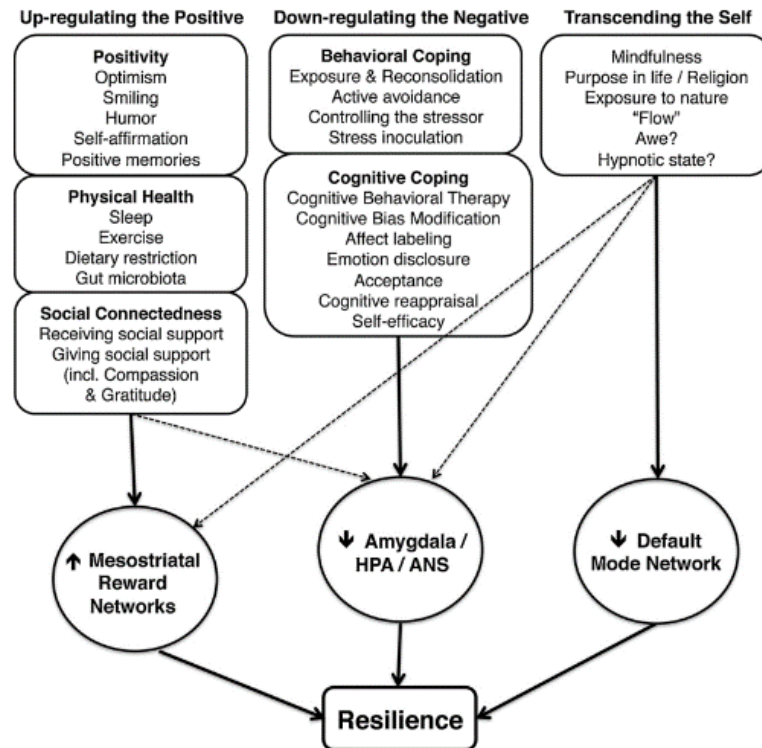 Up-regulating the Positive
Positivity
Optimism
Smiling
Humor
Self-affirmation
Positive memories
Physical Health
Sleep
Exercise
Dietary restriction
Gut microbiota
Social Connectedness
Receiving social support
Giving social support
(incl. Compassion
& Gratitude)
Down-regulating the Negative
Behavioral Coping
Exposure & Reconsolidation
Active avoidance
Controlling the stressor
Stress inoculation
Cognitive Coping
Cognitive Behavioral Therapy
Cognitive Bias Modification
Affect labeling
Emotion disclosure
Acceptance
Cognitive reappraisal
Self-efficacy
Transcending the Self
Mindfulness
Purpose in life / Religion
Exposure to nature
“Flow”
Awe?
Hypnotic state?
↑ Mesostriatal
Reward
Networks
↓ Amygdala /
HPA / ANS
↓ Default
Mode Network
Resilience